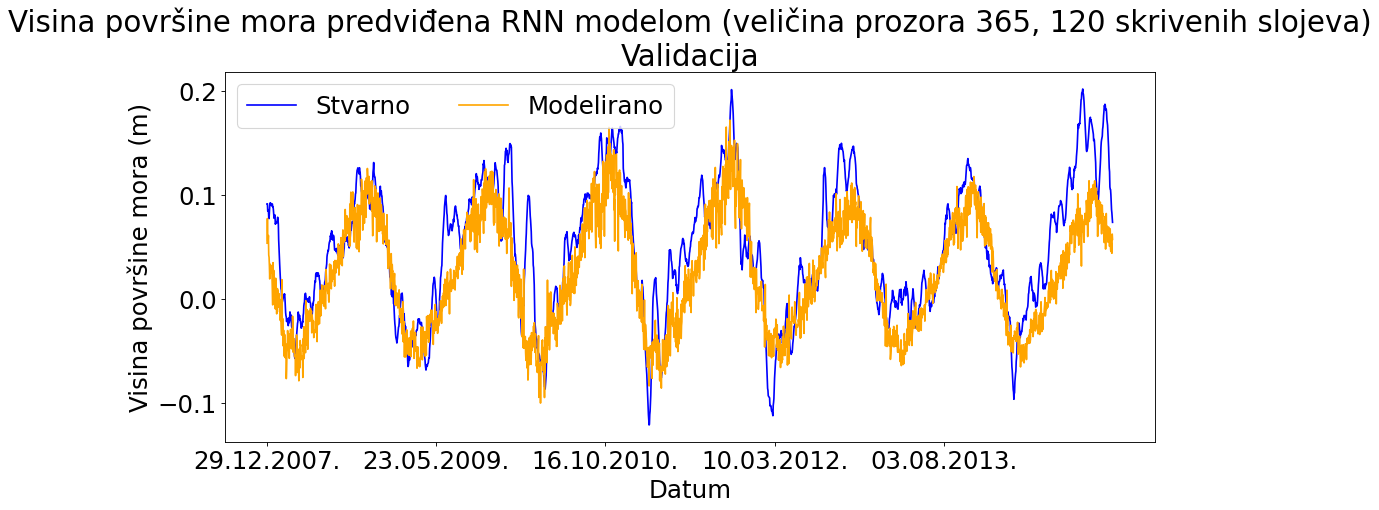 Visina površine mora predviđena RNN modelom (veličina prozora 365, 120 skrivenih slojeva)
Validacija
Stvarno Modelirano
Visina površine mora (m)
0.2
0.1
0.0
−0.1
29.12.2007. 23.05.2009. 16.10.2010. 10.03.2012. 03.08.2013.
Datum